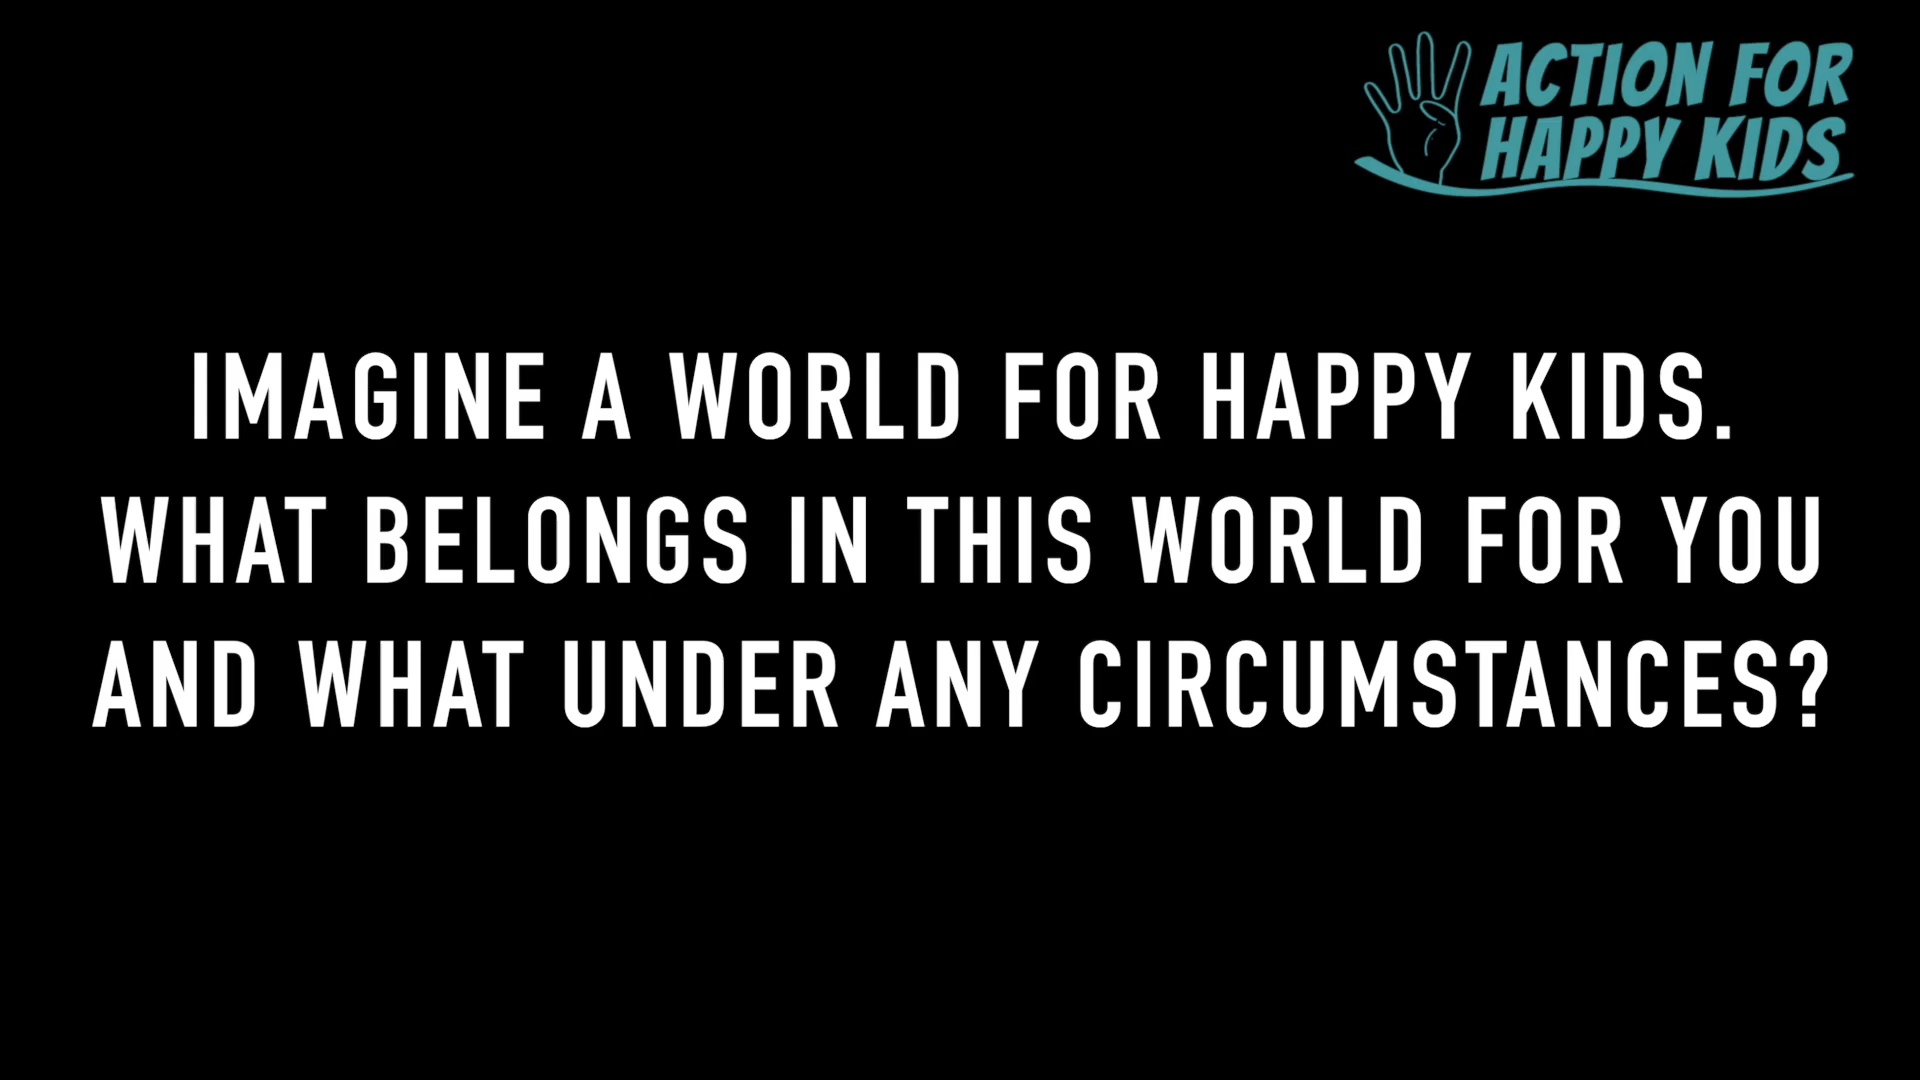 ACTION FOR
HAPPY KIDS
IMAGINE A WORLD FOR HAPPY KIDS.
WHAT BELONGS IN THIS WORLD FOR YOU
AND WHAT UNDER ANY CIRCUMSTANCES?